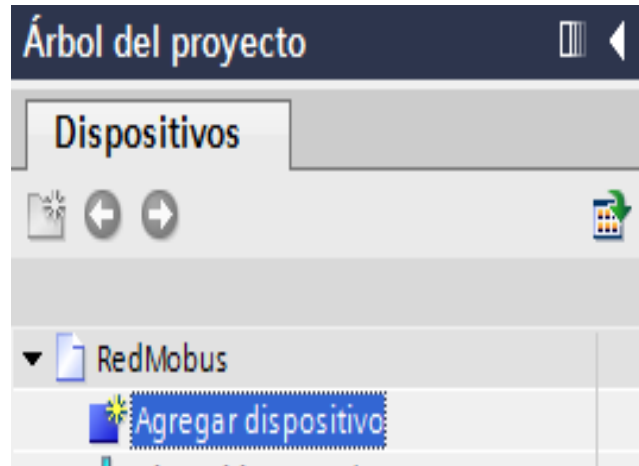 Árbol del proyecto
Dispositivos
RedMobus
Agregar dispositivo